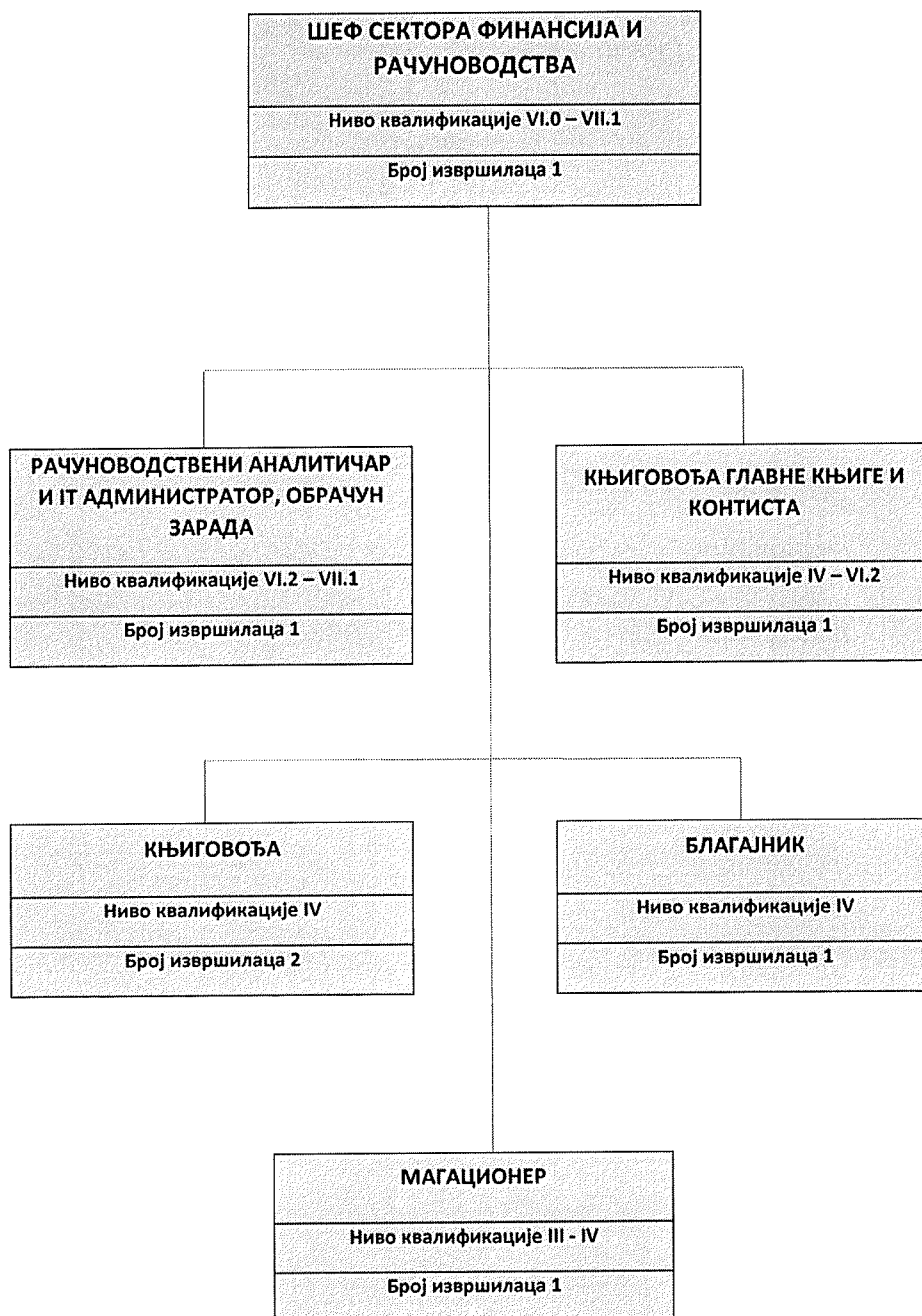 ШЕФ СЕКТОРА ФИНАНСИЈА И
РАЧУНОВОДСТВА
Ниво квалификације VI.0 – VII.1
Број извршилаца 1
РАЧУНОВОДСТВЕНИ АНАЛИТИЧАР
И IT АДМИНИСТРАТОР, ОБРАЧУН
ЗАРАДА
Ниво квалификације VI.2 – VII.1
Број извршилаца 1
КЊИГОВОЂА ГЛАВНЕ КЊИГЕ И
КОНТИСТА
Ниво квалификације IV – VI.2
Број извршилаца 1
КЊИГОВОЂА
Ниво квалификације IV
Број извршилаца 2
БЛАГАЈНИК
Ниво квалификације IV
Број извршилаца 1
МАГАЦИОНЕР
Ниво квалификације III - IV
Број извршилаца 1